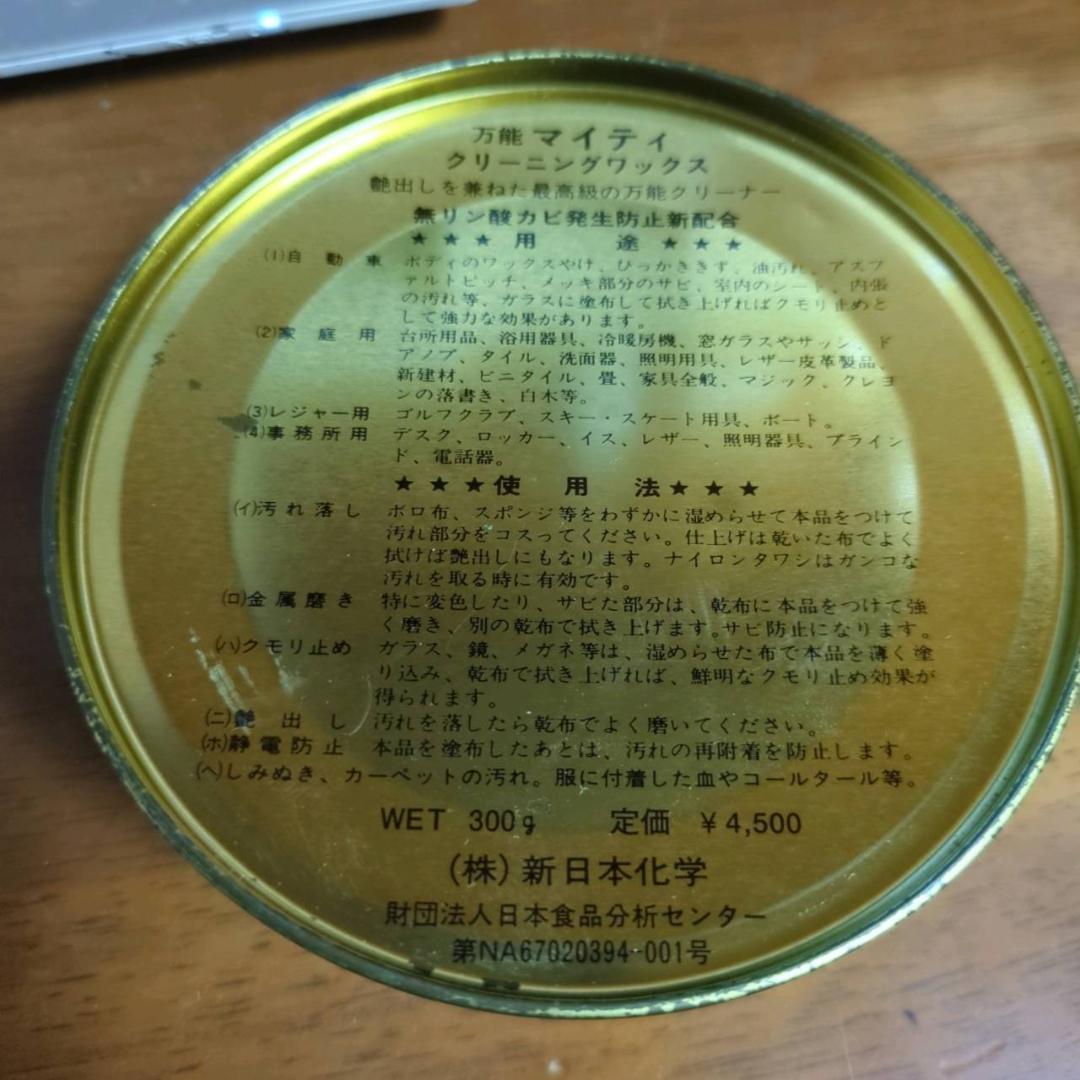 万能 マイティ
クリーニングワックス
艶出しを兼ねた最高級の万能クリーナー
無リン酸カビ発生防止新配合
★★★用 途★★★
(1)自動車 ボディのワックスやけ、ひっかききず、油汚れ、アスフ
ァルトピッチ、メッキ部分のサビ、室内のシート、内張
の汚れ等、ガラスに塗布して拭き上げればクモリ止めと
して強力な効果があります。
(2)家庭用 台所用品、浴用器具、冷暖房機、窓ガラスやサッシ、ド
アノブ、タイル、洗面器、照明用具、レザー皮革製品、
新建材、ビニタイル、畳、家具全般、マジック、クレヨ
ンの落書き、白木等。
(3)レジャー用 ゴルフクラブ、スキー・スケート用具、ボート。
(4)事務所用 デスク、ロッカー、イス、レザー、照明器具、ブライン
ド、電話器。
★★★使 用 法★★★
(イ)汚れ落し ボロ布、スポンジ等をわずかに湿めらせて本品をつけて
汚れ部分をコスってください。仕上げは乾いた布でよく
拭けば艶出しにもなります。ナイロンタワシはガンコな
汚れを取る時に有効です。
(ロ)金属磨き 特に変色したり、サビた部分は、乾布に本品をつけて強
く磨き、別の乾布で拭き上げます。サビ防止になります。
(ハ)クモリ止め ガラス、鏡、メガネ等は、湿めらせた布で本品を薄く塗
り込み、乾布で拭き上げれば、鮮明なクモリ止め効果が
得られます。
(ニ)艶出し 汚れを落したら乾布でよく磨いてください。
(ホ)静電防止 本品を塗布したあとは、汚れの再附着を防止します。
(ヘ)しみぬき、カーペットの汚れ。服に付着した血やコールタール等。
WET 300g 定価 ¥4,500
(株)新日本化学
財団法人日本食品分析センター
第NA67020394-001号